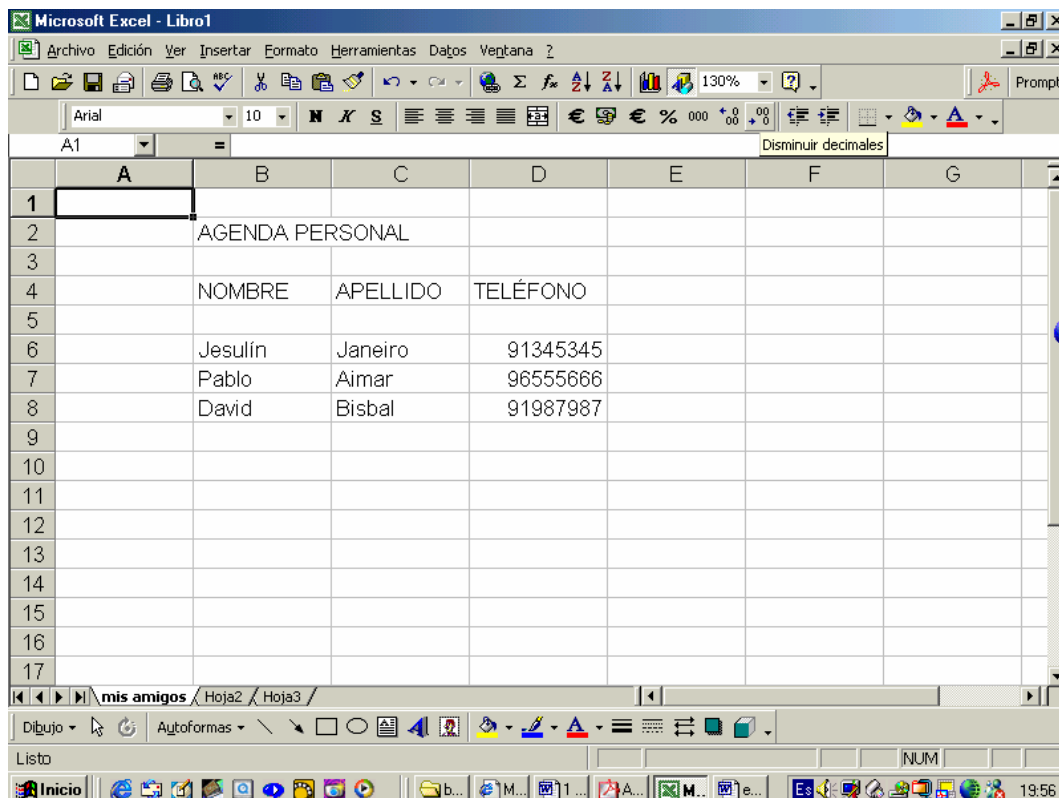 Microsoft Excel - Libro1
Archivo Edición Ver Insertar Formato Herramientas Datos Ventana ?
130% Prompt
Arial 10 N K S € € % 000
A1 = Disminuir decimales
A B C D E F G
1
2 AGENDA PERSONAL
3
4 NOMBRE APELLIDO TELÉFONO
5
6 Jesulín Janeiro 91345345
7 Pablo Aimar 96555666
8 David Bisbal 91987987
9
10
11
12
13
14
15
16
17
mis amigos Hoja2 Hoja3
Dibujo Autoformas
Listo NUM
Inicio b... M... 1 ... A... M.. e... Es 19:56